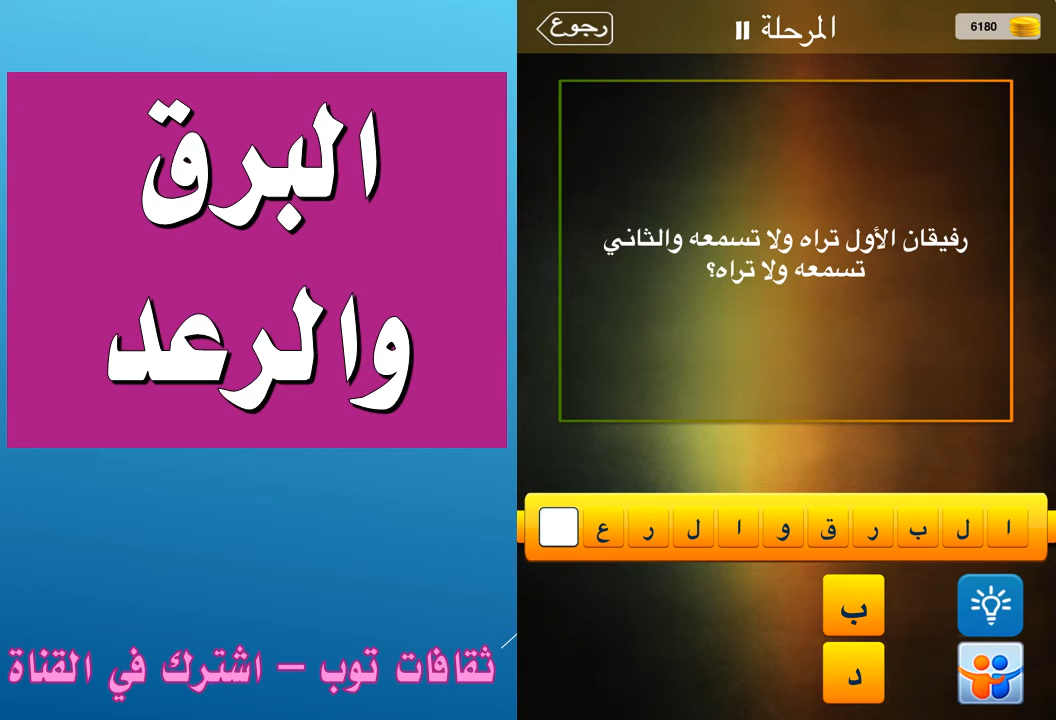 البرق
والرعد
ثقافات توب – اشترك في القناة
رجوع
المرحلة 11
6180
رفيقان الأول تراه ولا تسمعه والثاني
تسمعه ولا تراه؟
ا ل ب ر ق و ا ل ر ع
ب
د